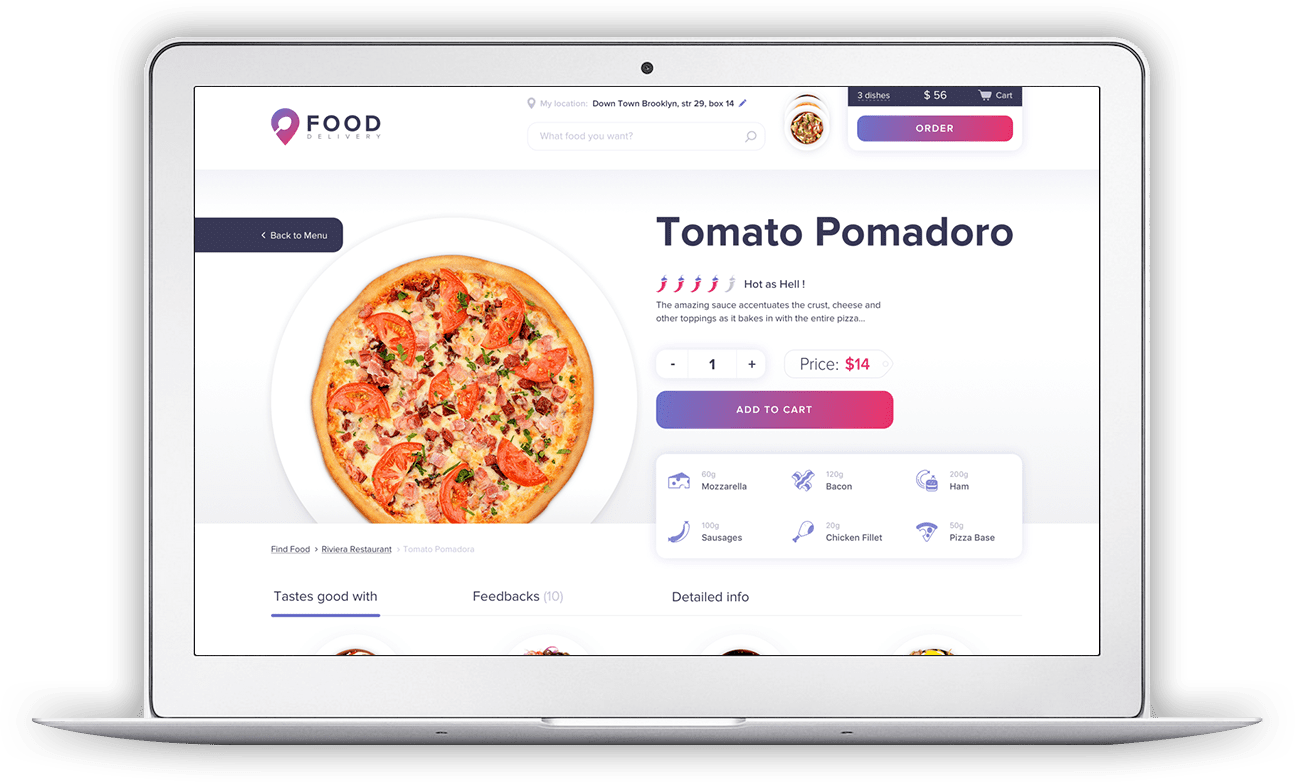 FOOD
DELIVERY
My location: Down Town Brooklyn, str 29, box 14
What food you want?
3 dishes $ 56 Cart
ORDER
< Back to Menu
Tomato Pomadoro
Hot as Hell !
The amazing sauce accentuates the crust, cheese and
other toppings as it bakes in with the entire pizza...
- 1 + Price: $14
ADD TO CART
60g
Mozzarella
120g
Bacon
200g
Ham
100g
Sausages
20g
Chicken Fillet
50g
Pizza Base
Find Food > Riviera Restaurant > Tomato Pomadora
Tastes good with
Feedbacks (10)
Detailed info